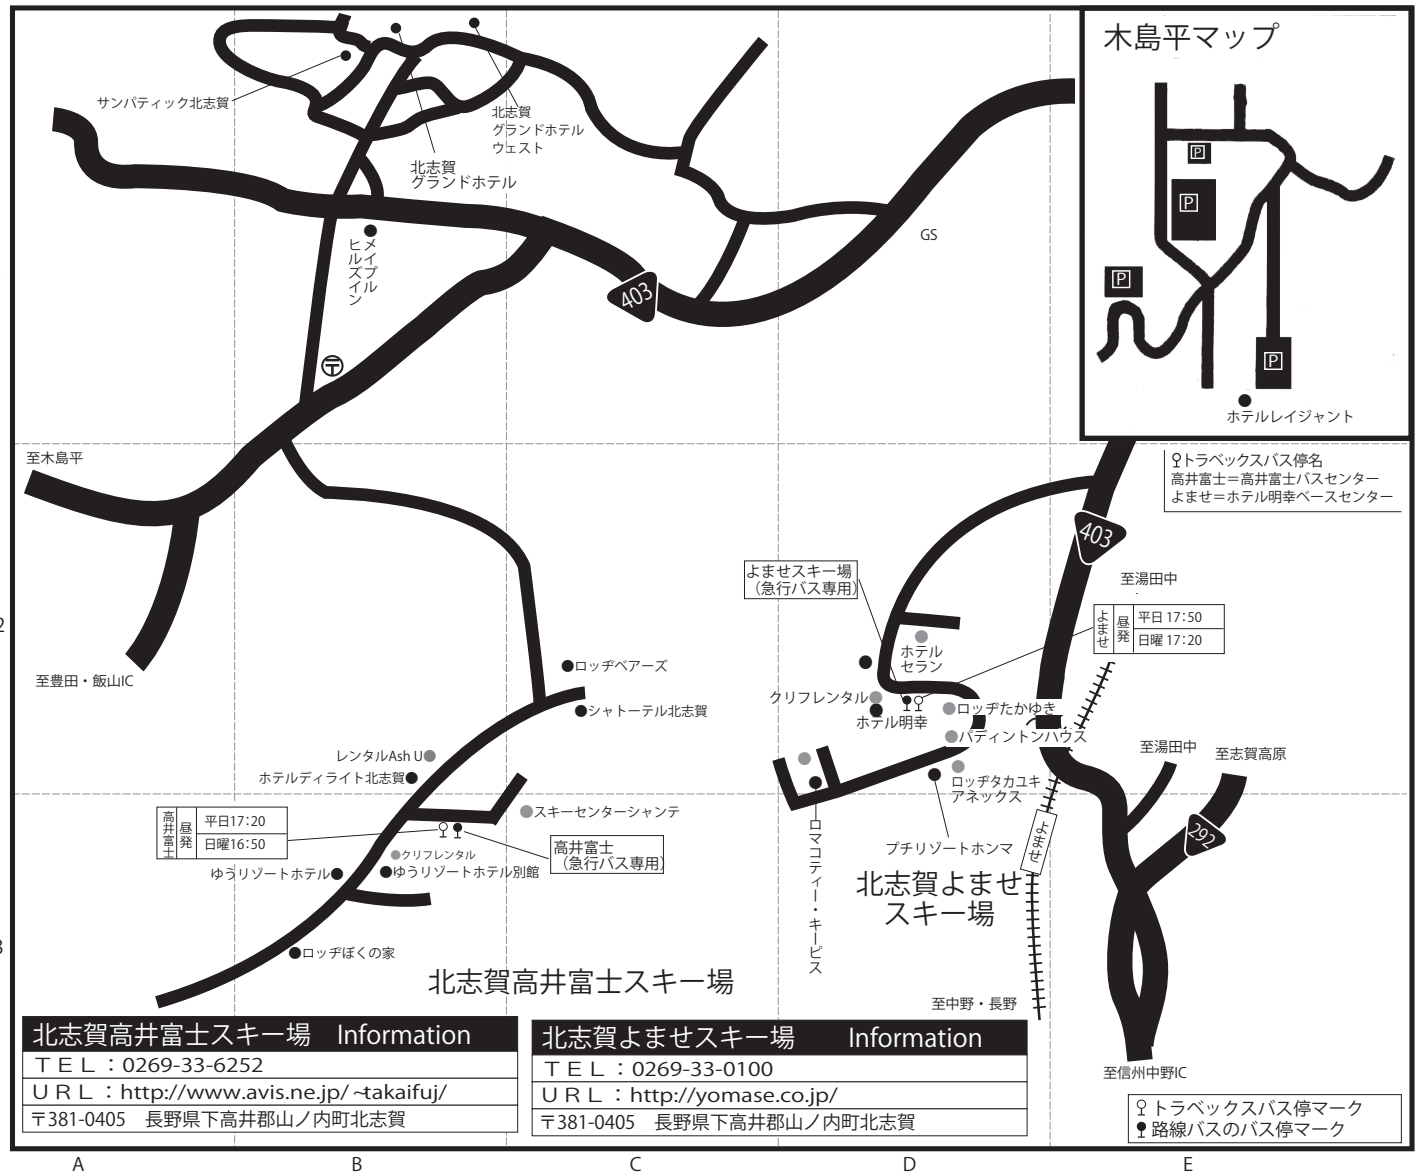 木島平マップ
P
P
P
P
ホテルレイジャント
サンパティック北志賀
北志賀
グランドホテル
ウェスト
北志賀
グランドホテル
メイプル
ヒルズイン
GS
403
〒
至木島平
トラベックスバス停名
高井富士＝高井富士バスセンター
よませ＝ホテル明幸ベースセンター
403
至湯田中
よませスキー場
（急行バス専用）
よませ
昼発
平日 17:50
日曜 17:20
2
ホテル
セラン
至豊田・飯山IC
ロッヂベアーズ
クリフレンタル
ホテル明幸
ロッヂたかゆき
シャトーテル北志賀
パディントンハウス
至湯田中
至志賀高原
レンタルAsh U
ホテルディライト北志賀
ロッヂタカユキ
アネックス
スキーセンターシャンテ
高井富士
昼発
平日17:20
日曜16:50
292
よませ
ロマコティー・キーピス
プチリゾートホンマ
高井富士
（急行バス専用）
クリフレンタル
ゆうリゾートホテル
ゆうリゾートホテル別館
北志賀よませ
スキー場
3
ロッヂぼくの家
北志賀高井富士スキー場
至中野・長野
至信州中野IC
北志賀高井富士スキー場　Information
ＴＥＬ：0269-33-6252
ＵＲＬ：http://www.avis.ne.jp/~takaifuj/
〒381-0405　長野県下高井郡山ノ内町北志賀
北志賀よませスキー場　Information
ＴＥＬ：0269-33-0100
ＵＲＬ：http://yomase.co.jp/
〒381-0405　長野県下高井郡山ノ内町北志賀
トラベックスバス停マーク
路線バスのバス停マーク
A B C D E